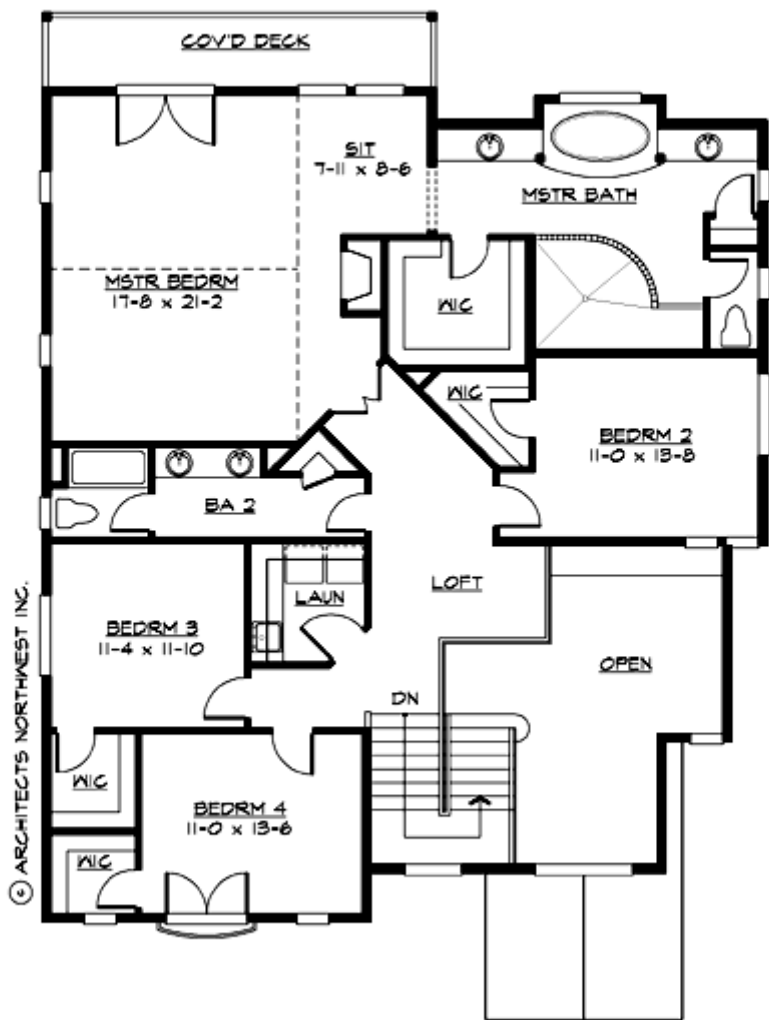 COV'D DECK
SIT
7-11 x 8-6
MSTR BATH
MSTR BEDRM
17-8 x 21-2
WIC
WIC
BEDRM 2
11-0 x 13-8
BA 2
LOFT
LAUN
BEDRM 3
11-4 x 11-10
OPEN
DN
WIC
BEDRM 4
11-0 x 13-6
WIC
© ARCHITECTS NORTHWEST INC.